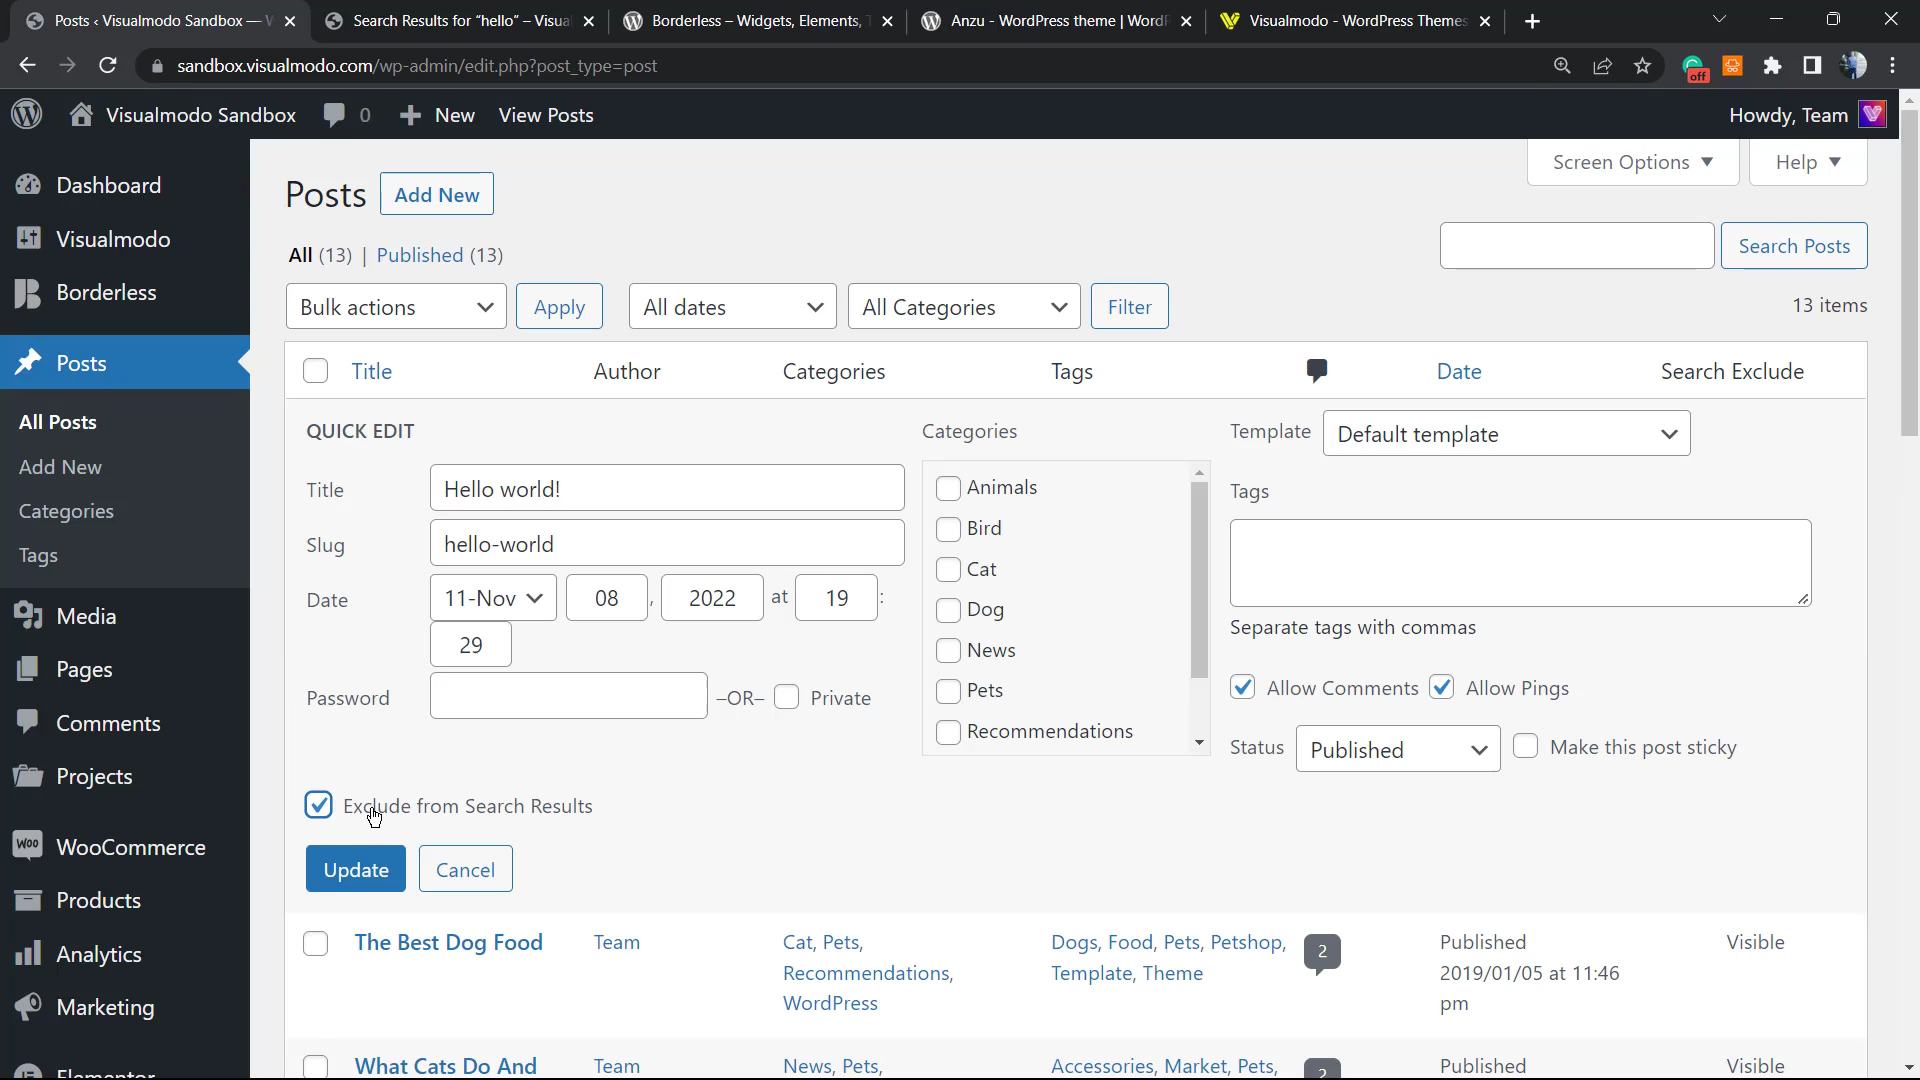 Posts ‹ Visualmodo Sandbox —
Search Results for "hello" – Visua
Borderless – Widgets, Elements,
Anzu - WordPress theme | Word
Visualmodo - WordPress Themes
sandbox.visualmodo.com/wp-admin/edit.php?post_type=post
off
Visualmodo Sandbox
0
New
View Posts
Howdy, Team
Dashboard
Visualmodo
Borderless
Posts
All Posts
Add New
Categories
Tags
Media
Pages
Comments
Projects
Woo
WooCommerce
Products
Analytics
Marketing
Elementor
Posts
Add New
Screen Options
Help
All (13) | Published (13)
Search Posts
Bulk actions
Apply
All dates
All Categories
Filter
13 items
Title
Author
Categories
Tags
Date
Search Exclude
QUICK EDIT
Title
Hello world!
Slug
hello-world
Date
11-Nov
08
,
2022
at
19
:
29
Password
–OR–
Private
Categories
Animals
Bird
Cat
Dog
News
Pets
Recommendations
Template
Default template
Tags
Separate tags with commas
Allow Comments
Allow Pings
Status
Published
Make this post sticky
Exclude from Search Results
Update
Cancel
The Best Dog Food
Team
Cat, Pets,
Recommendations,
WordPress
Dogs, Food, Pets, Petshop,
Template, Theme
2
Published
2019/01/05 at 11:46
pm
Visible
What Cats Do And
Team
News, Pets,
Accessories, Market, Pets,
2
Published
Visible